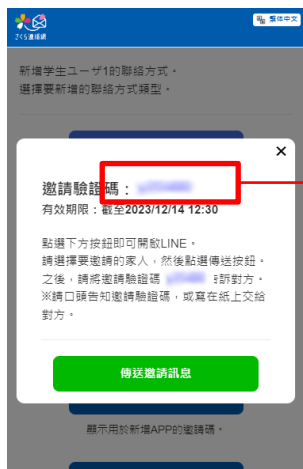 さくら連絡網
繁体中文
新增学生ユーザ1的聯絡方式。
選擇要新增的聯絡方式類型。
×
邀請驗證碼：
有效期限：截至2023/12/14 12:30
點選下方按鈕即可開啟LINE。
請選擇要邀請的家人，然後點選傳送按鈕。
之後，請將邀請驗證碼 訴對方。
※請口頭告知邀請驗證碼，或寫在紙上交給
對方。
傳送邀請訊息
顯示用於新增APP的邀請碼。